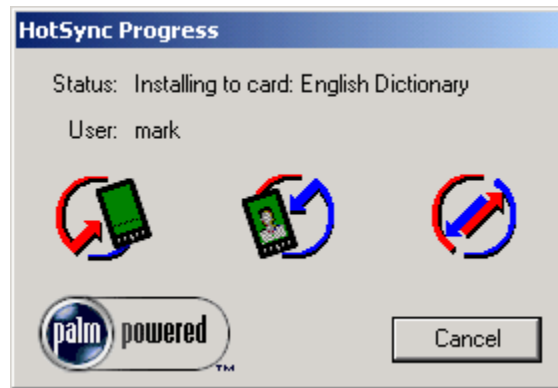 HotSync Progress
Status: Installing to card: English Dictionary
User: mark
palm powered ™
Cancel